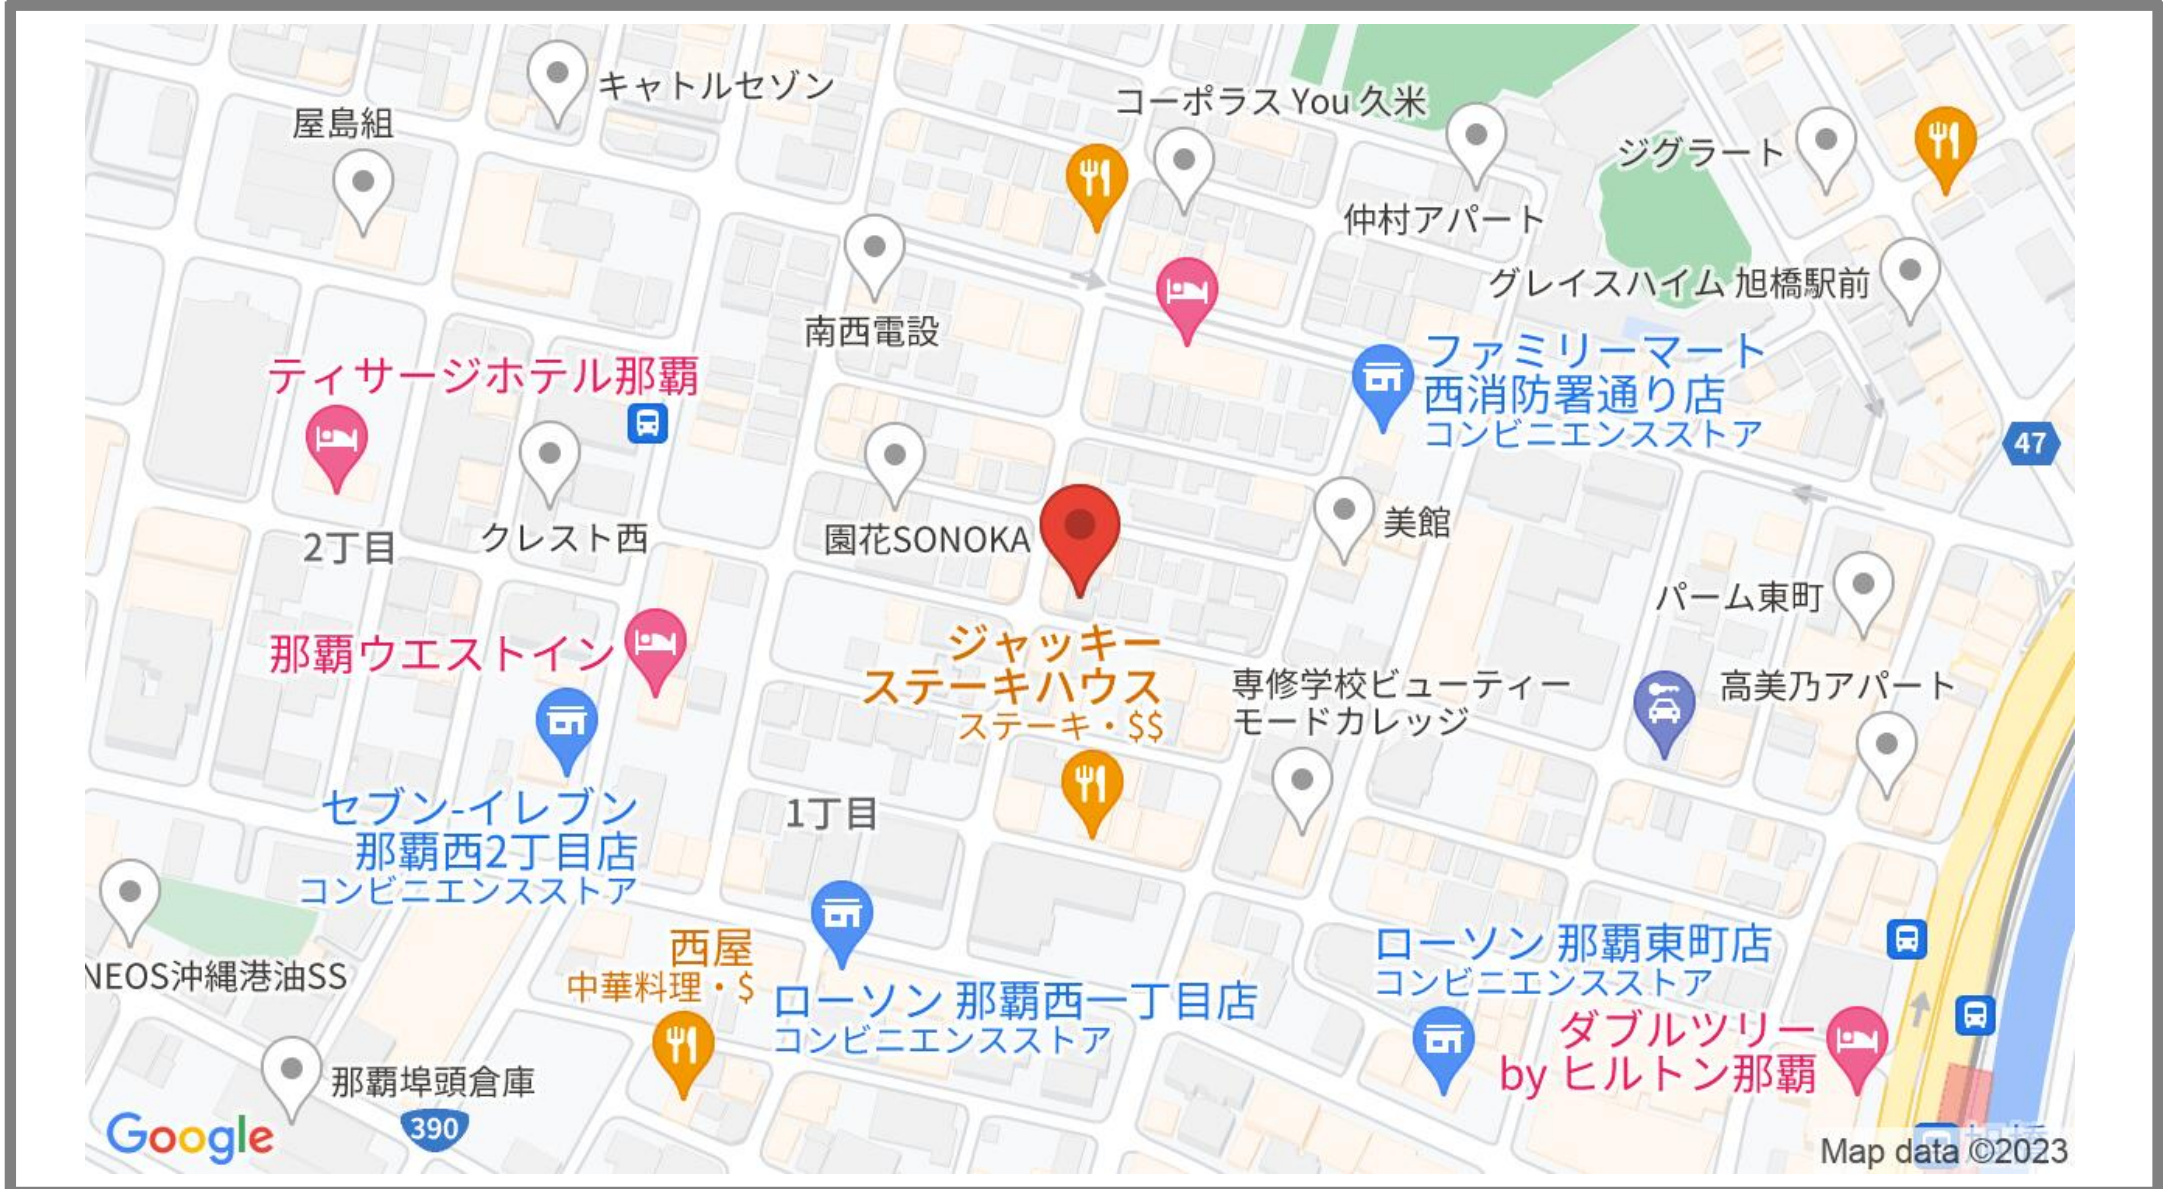 キャトルセゾン
屋島組
コーポラス You 久米
ジグラート
仲村アパート
グレイスハイム 旭橋駅前
南西電設
ファミリーマート
西消防署通り店
コンビニエンスストア
ティサージホテル那覇
47
2丁目
クレスト西
園花SONOKA
美館
パーム東町
那覇ウエストイン
ジャッキー
ステーキハウス
ステーキ・$$
専修学校ビューティー
モードカレッジ
高美乃アパート
セブン-イレブン
那覇西2丁目店
コンビニエンスストア
1丁目
西屋
中華料理・$
ローソン 那覇西一丁目店
コンビニエンスストア
ローソン 那覇東町店
コンビニエンスストア
NEOS沖縄港油SS
ダブルツリー
by ヒルトン那覇
那覇埠頭倉庫
390
Google
Map data ©2023